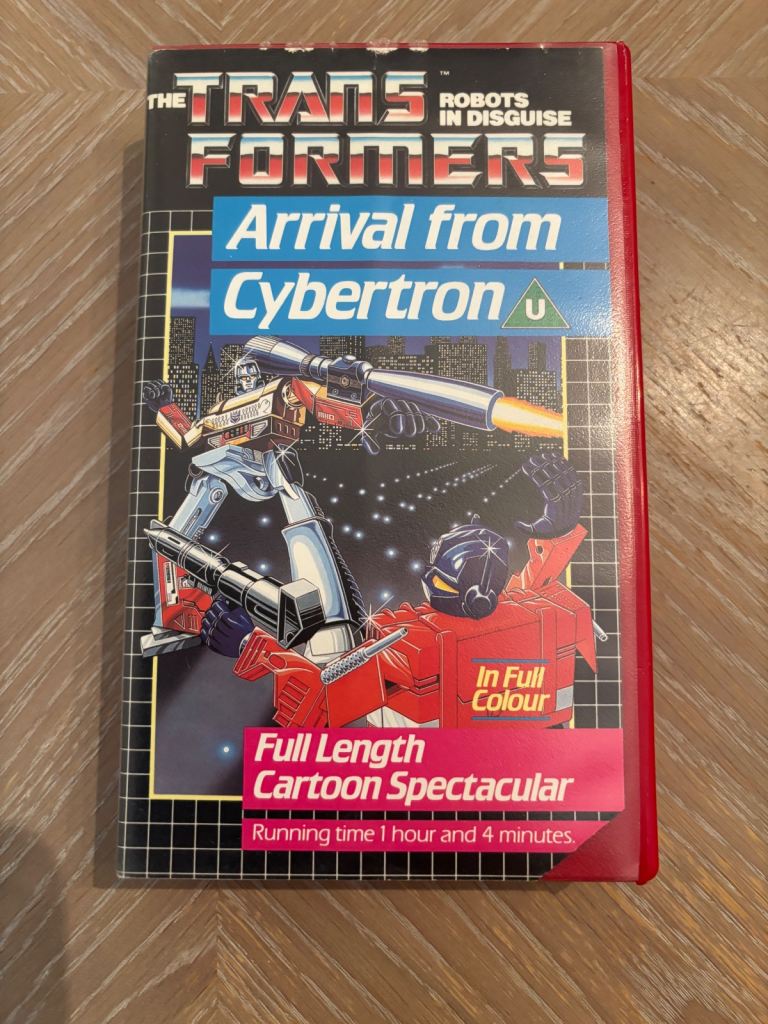 THE TRANS™ ROBOTS
IN DISGUISE
FORMERS
Arrival from
Cybertron U
In Full
Colour
Full Length
Cartoon Spectacular
Running time 1 hour and 4 minutes.